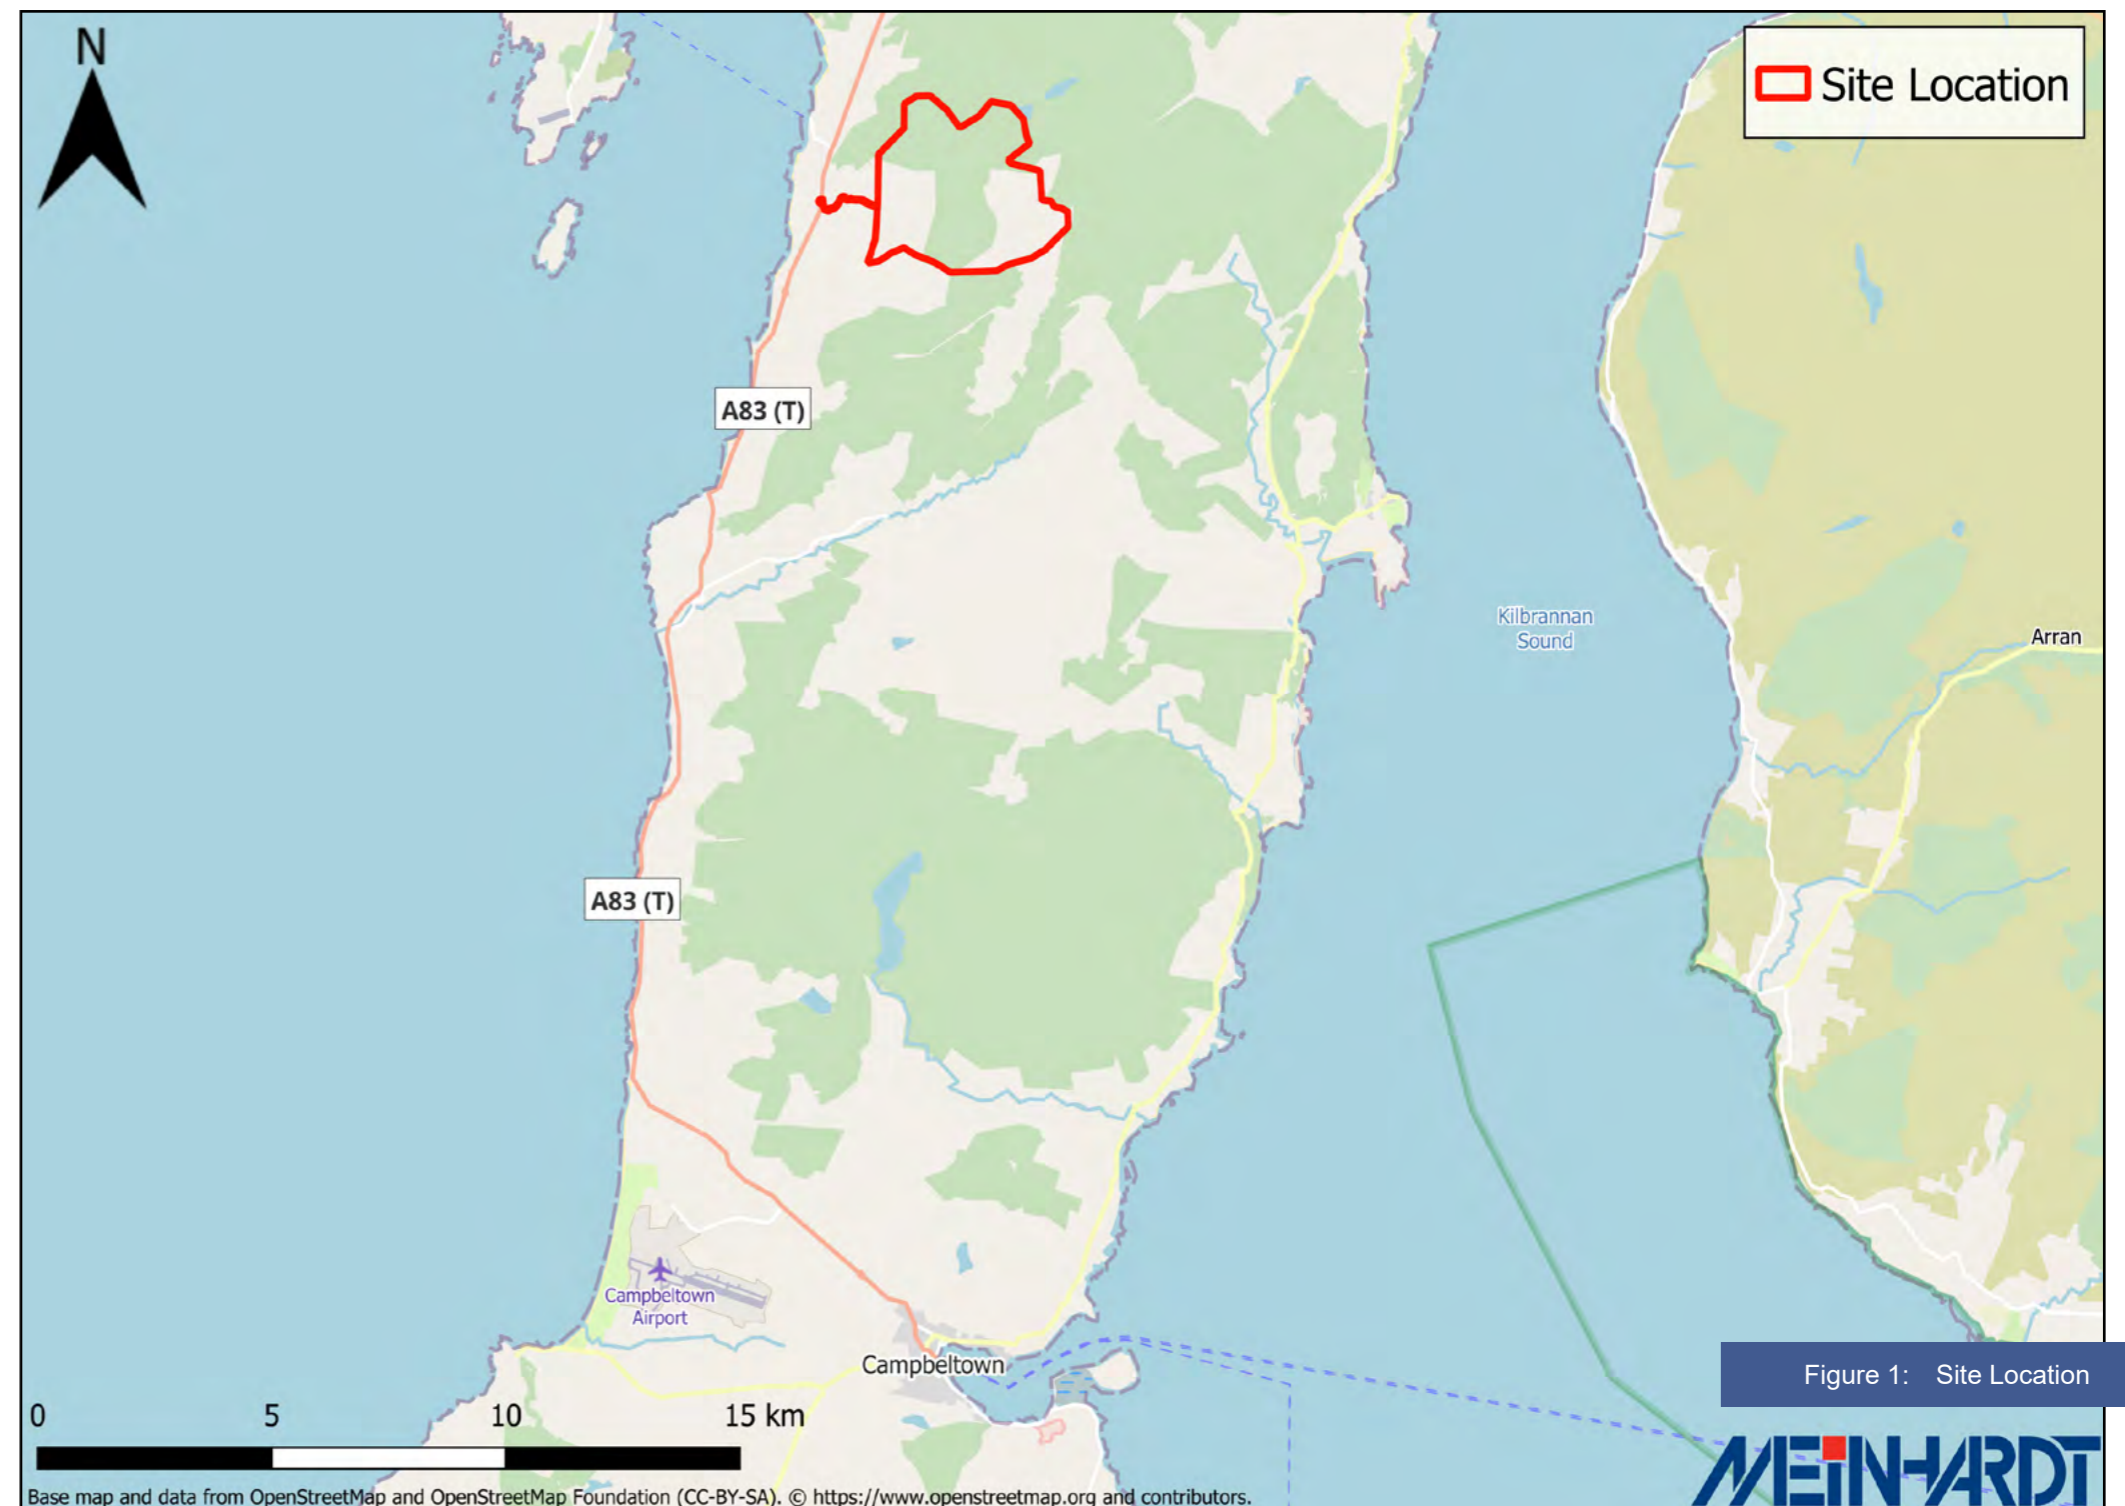 N
Site Location
A83 (T)
Kilbrannan
Sound
Arran
A83 (T)
Campbeltown
Airport
Campbeltown
Figure 1: Site Location
0 5 10 15 km
MEINHARDT
Base map and data from OpenStreetMap and OpenStreetMap Foundation (CC-BY-SA). © https://www.openstreetmap.org and contributors.